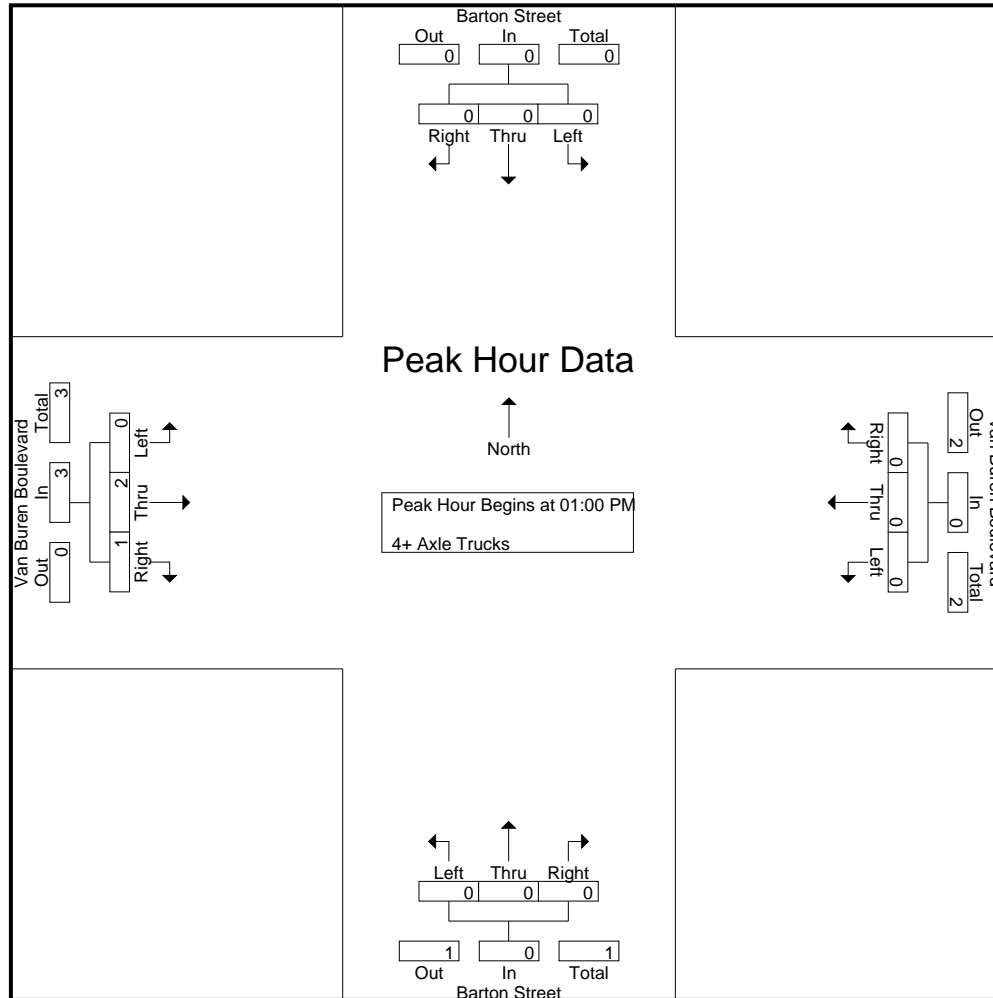 Barton Street
Out In Total
0 0 0
0 0 0
Right Thru Left
Peak Hour Data
North
Peak Hour Begins at 01:00 PM
4+ Axle Trucks
Van Buren Boulevard
Out In Total
0 3 3
0 2 1
Left Thru Right
Out In Total
2 0 2
0 0 0
Right Thru Left
Left Thru Right
0 0 0
1 0 1
Out In Total
Barton Street